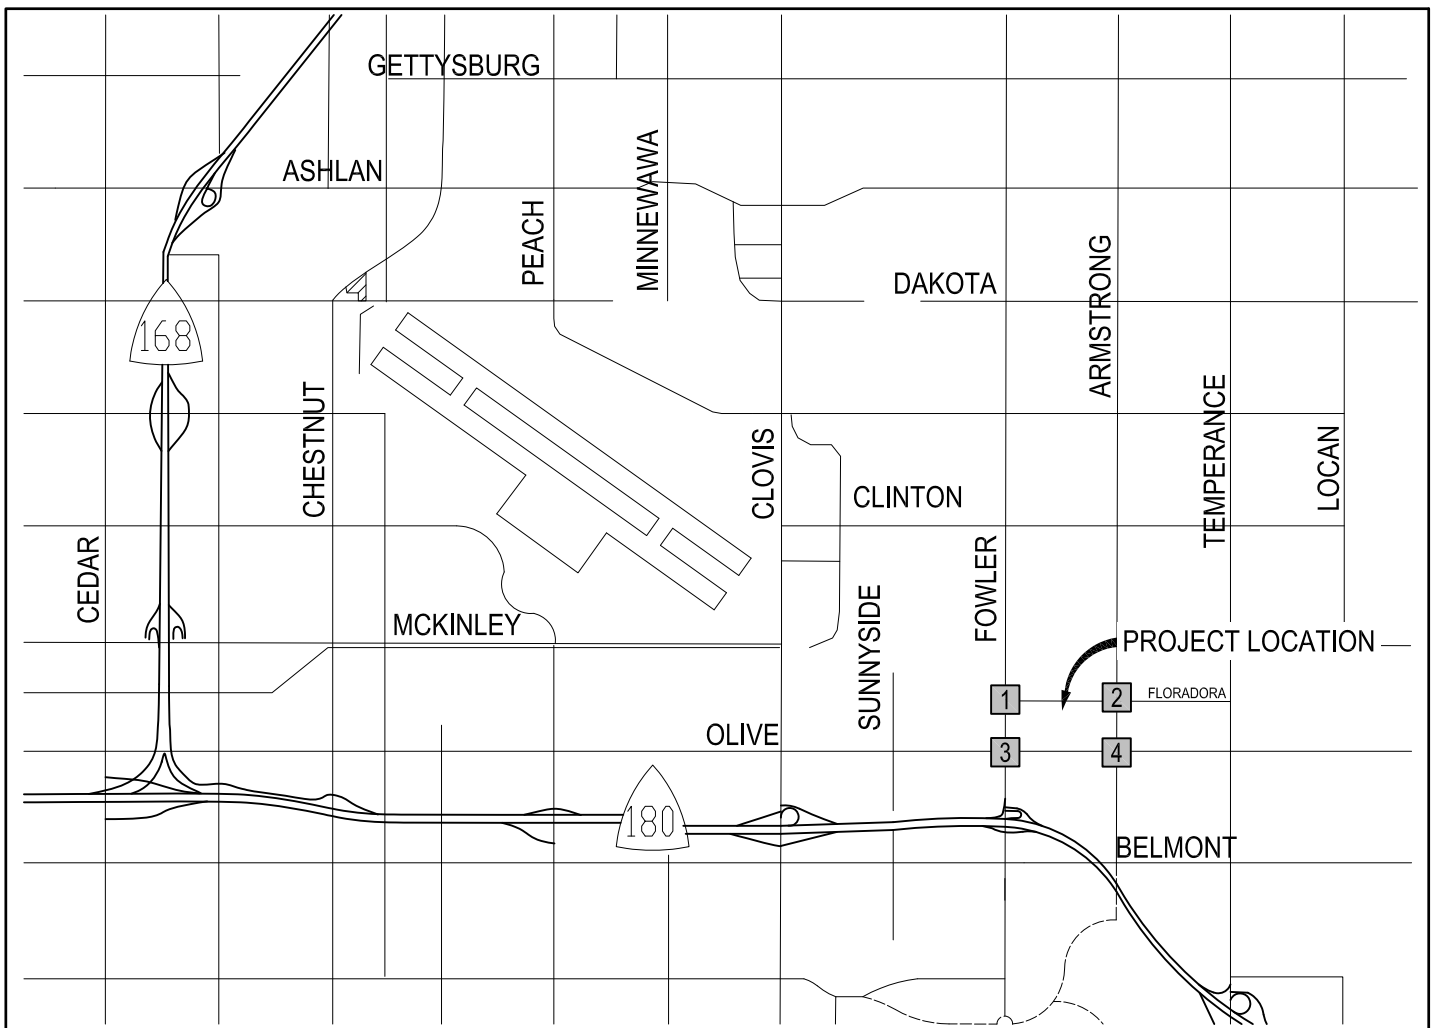 GETTYSBURG
ASHLAN
MINNEWAWA
PEACH
DAKOTA
ARMSTRONG
168
CHESTNUT
CLOVIS
TEMPERANCE
LOCAN
CLINTON
CEDAR
FOWLER
MCKINLEY
SUNNYSIDE
PROJECT LOCATION
1
2
FLORADORA
OLIVE
3
4
180
BELMONT